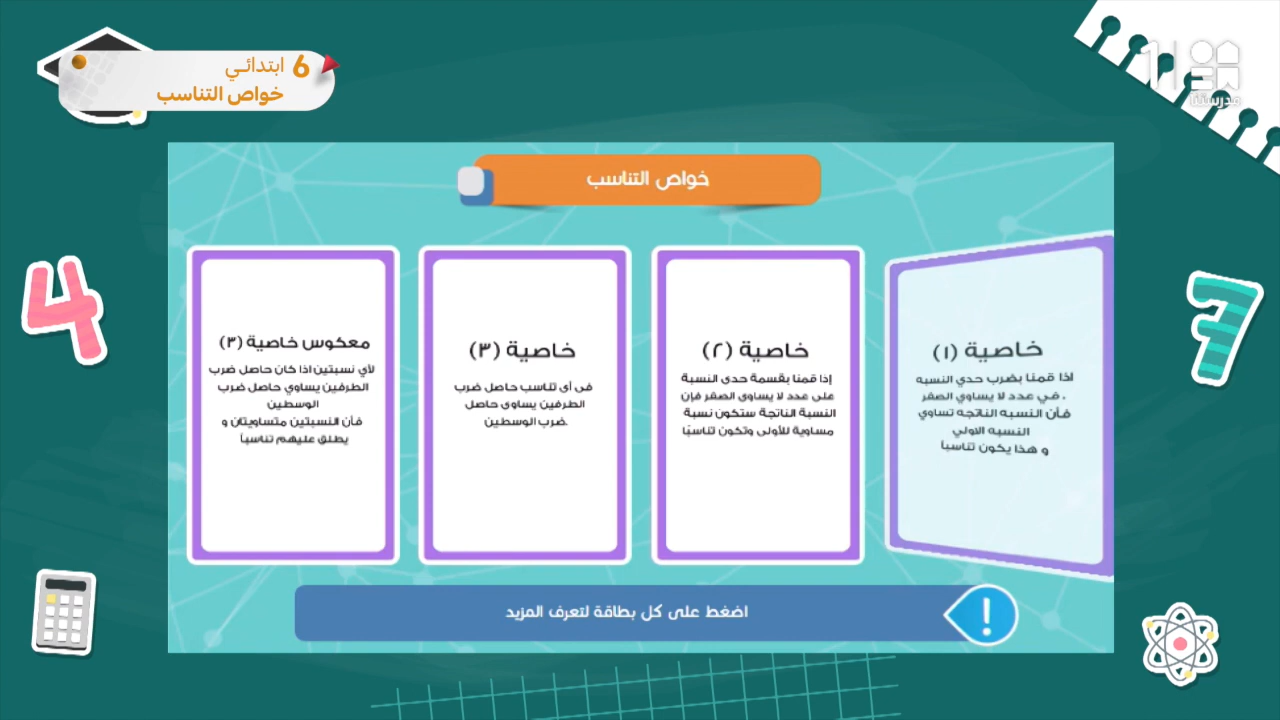 6 ابتدائي
خواص التناسب
مدرستنا
1
خواص التناسب
خاصية (١)
اذا قمنا بضرب حدي النسبه
في عدد لا يساوي الصفر .
فأن النسبه الناتجه تساوي
النسبه الاولي
و هذا يكون تناسباً
خاصية (٢)
إذا قمنا بقسمة حدى النسبة
على عدد لا يساوى الصفر فإن
النسبة الناتجة ستكون نسبة
مساوية للأولى وتكون تناسبًا
خاصية (٣)
فى أى تناسب حاصل ضرب
الطرفين يساوى حاصل
ضرب الوسطين.
معكوس خاصية (٣)
لأي نسبتين اذا كان حاصل ضرب
الطرفين يساوي حاصل ضرب
الوسطين
فأن النسبتين متساويتان و
يطلق عليهم تناسباً
اضغط على كل بطاقة لتعرف المزيد
!
4
7